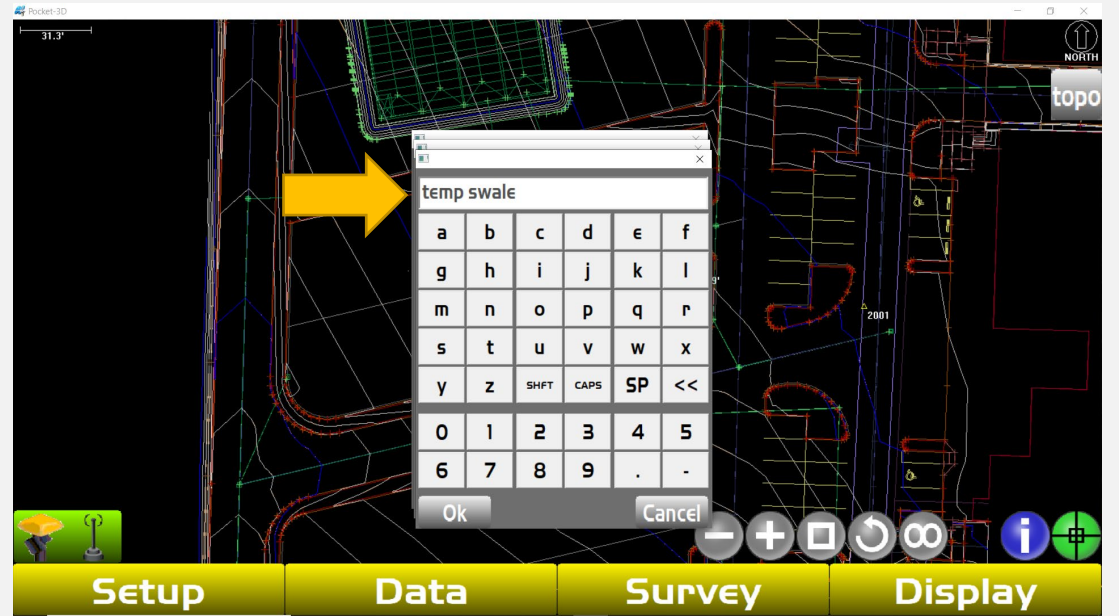 Pocket-3D
31.3'
NORTH
topo
temp swale
a b c d e f
g h i j k l
m n o p q r
s t u v w x
y z SHFT CAPS SP <<
0 1 2 3 4 5
6 7 8 9 . -
Ok Cancel
9'
2001
Setup Data Survey Display